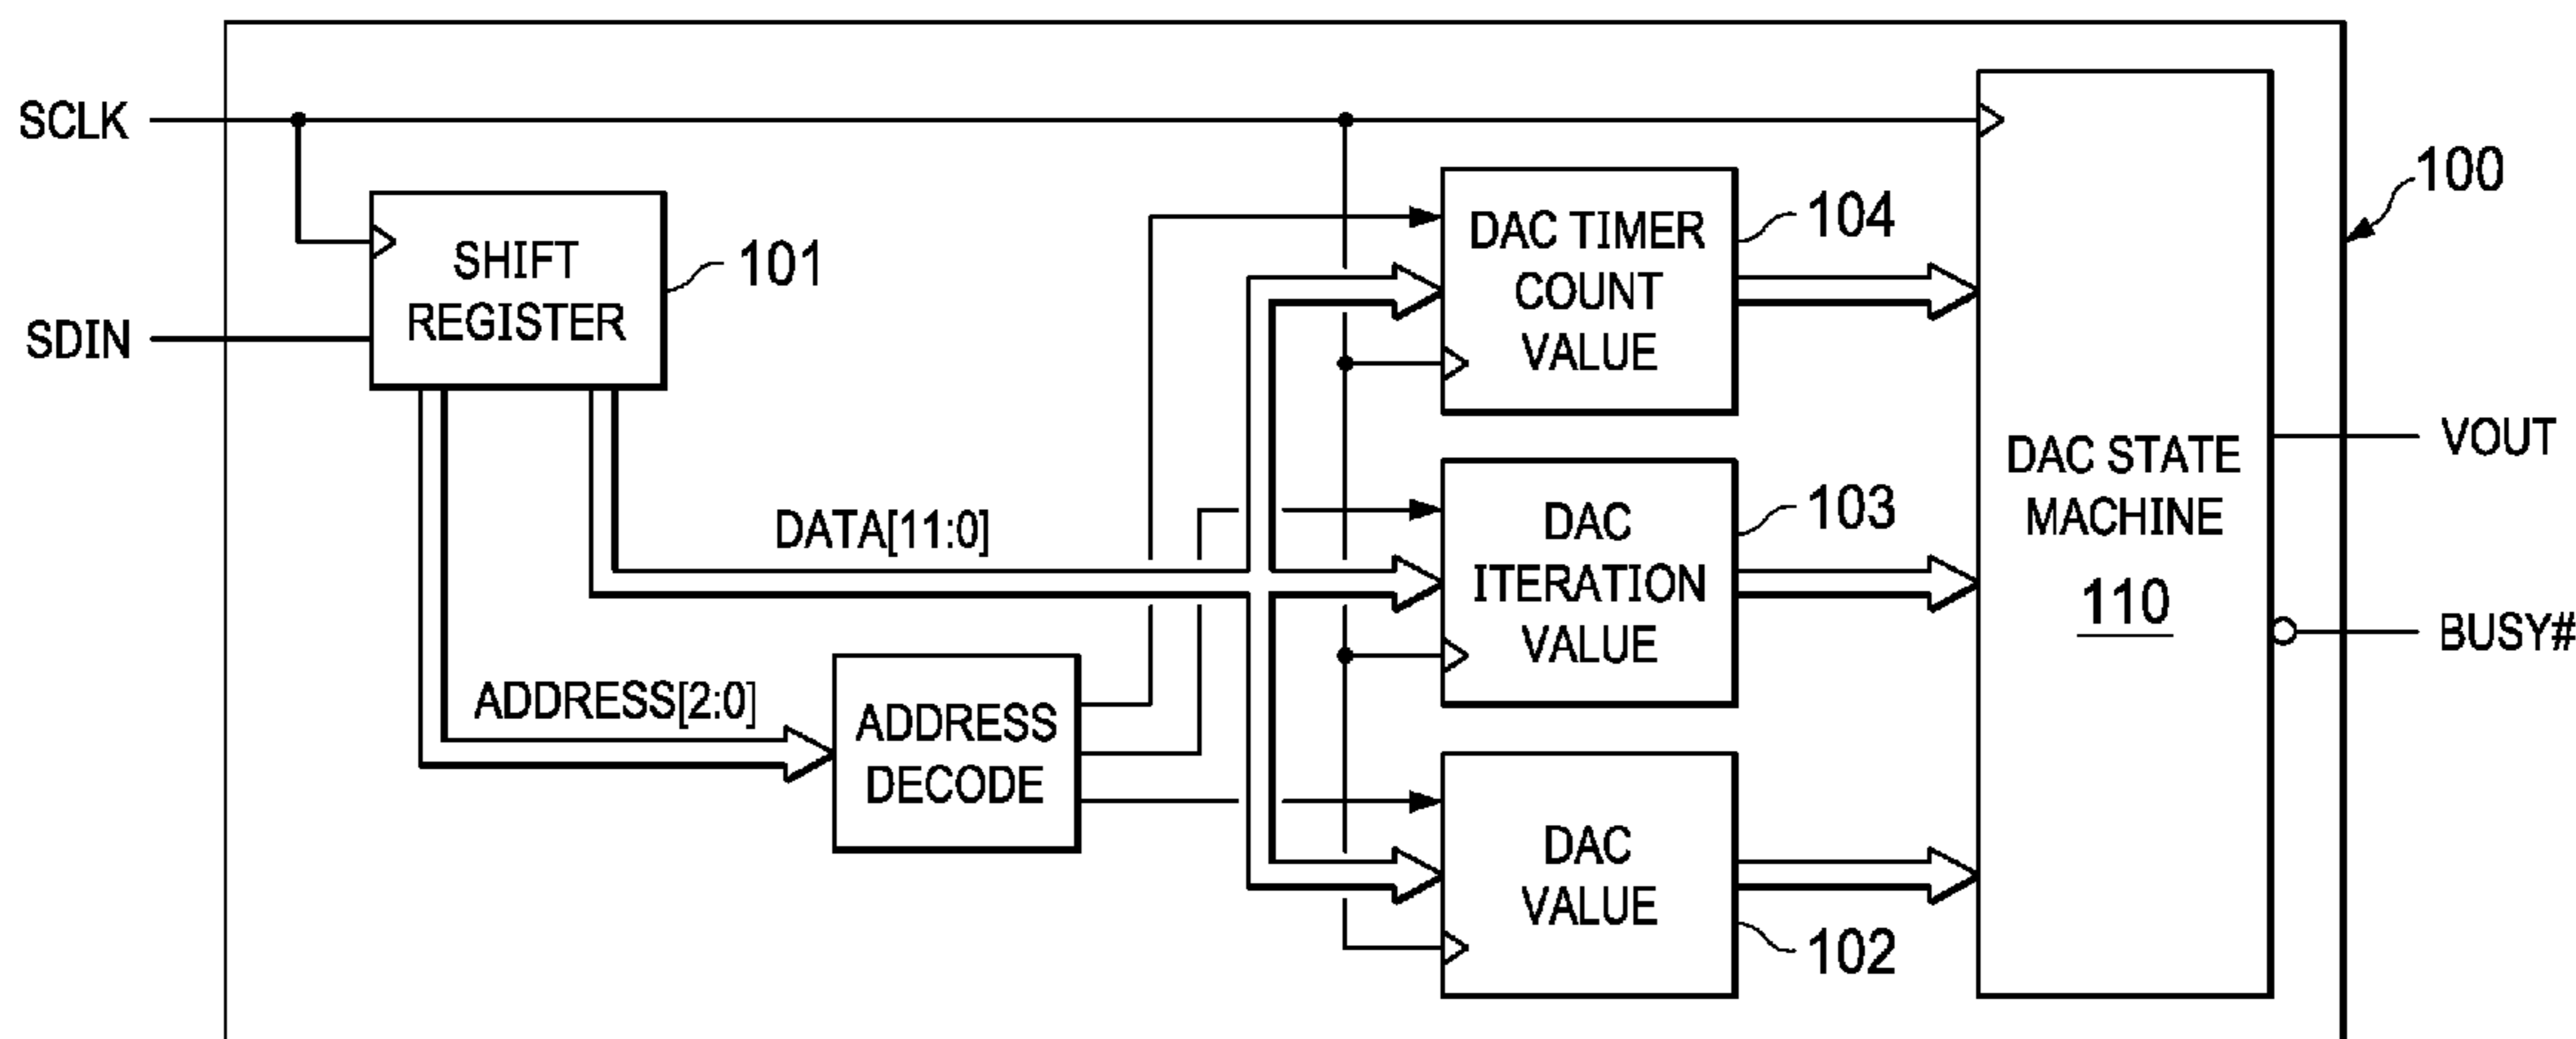 SCLK
SDIN
SHIFT
REGISTER
101
DATA[11:0]
ADDRESS[2:0]
ADDRESS
DECODE
DAC TIMER
COUNT
VALUE
104
DAC
ITERATION
VALUE
103
DAC
VALUE
102
DAC STATE
MACHINE
110
100
VOUT
BUSY#